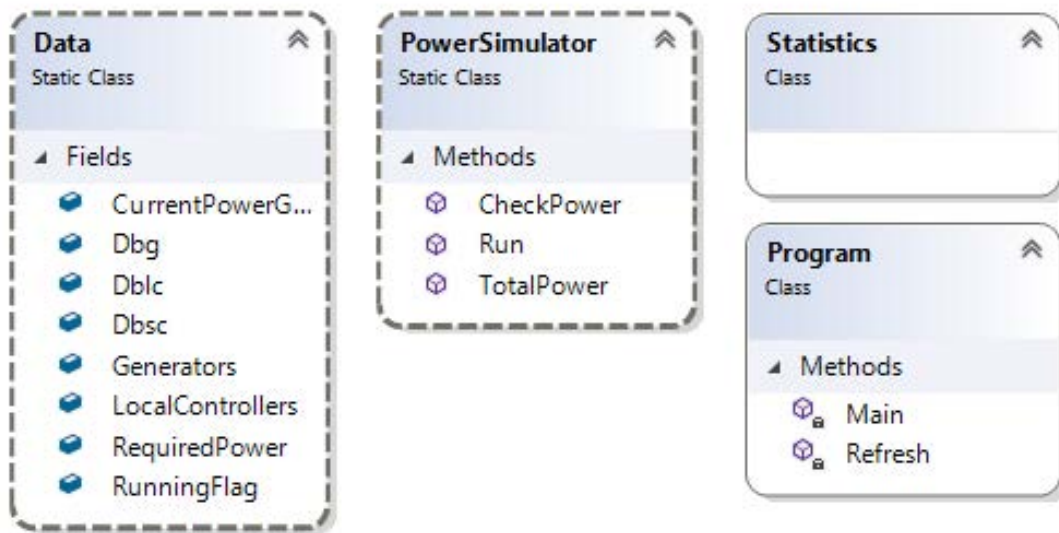 Data
Static Class
Fields
CurrentPowerG...
Dbg
Dblc
Dbsc
Generators
LocalControllers
RequiredPower
RunningFlag
PowerSimulator
Static Class
Methods
CheckPower
Run
TotalPower
Statistics
Class
Program
Class
Methods
Main
Refresh